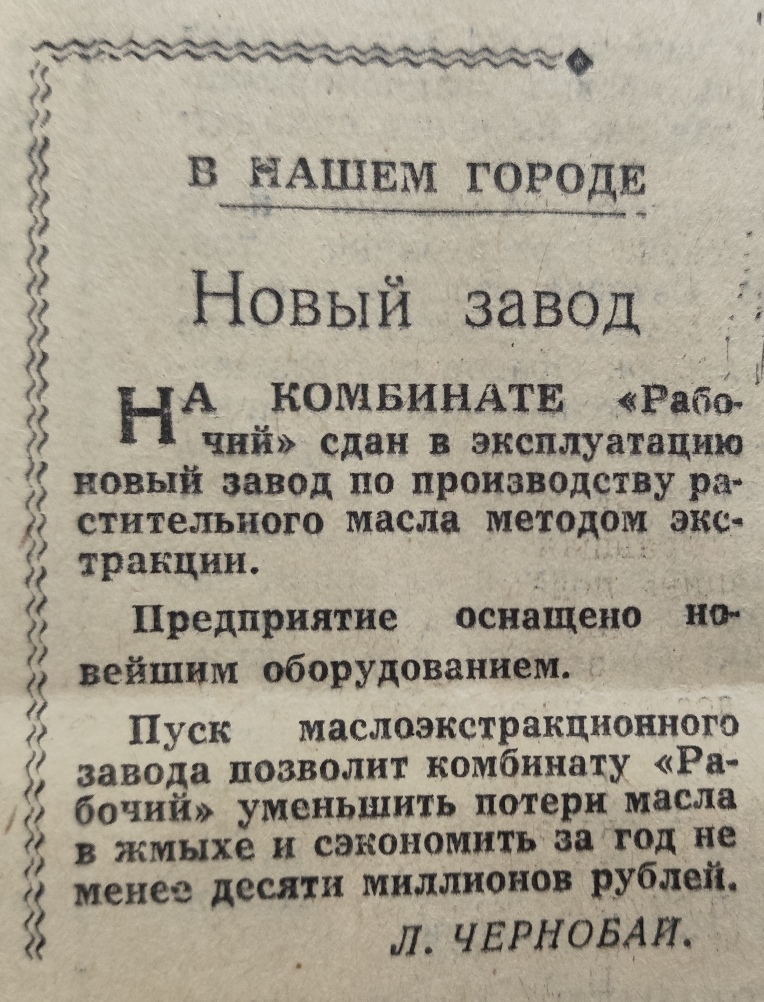 В НАШЕМ ГОРОДЕ
Новый завод
НА КОМБИНАТЕ «Рабо-
чий» сдан в эксплуатацию
новый завод по производству ра-
стительного масла методом экс-
тракции.
Предприятие оснащено но-
вейшим оборудованием.
Пуск маслоэкстракционного
завода позволит комбинату «Ра-
бочий» уменьшить потери масла
в жмыхе и сэкономить за год не
менее десяти миллионов рублей.
Л. ЧЕРНОБАЙ.